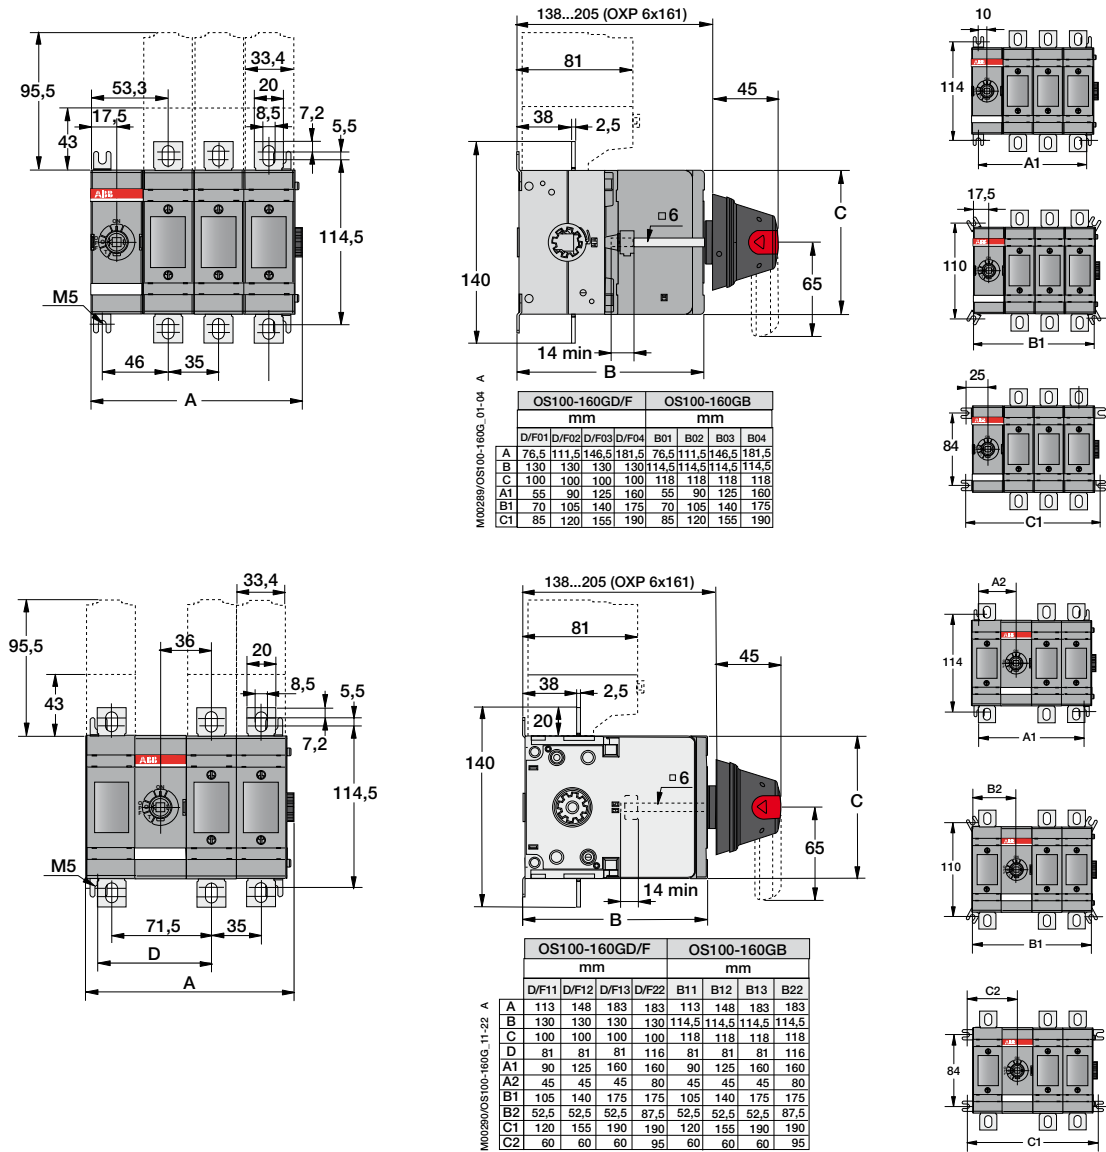 33,4
53,3
20
95,5
17,5
8,5
7,2
5,5
43
ABB
ON
114,5
M5
46
35
A
138...205 (OXP 6x161)
81
45
38
2,5
□ 6
C
140
65
14 min
B
M00289/OS100-160G_01-04 A
OS100-160GD/F OS100-160GB
mm mm
D/F01 D/F02 D/F03 D/F04 B01 B02 B03 B04
A 76,5 111,5 146,5 181,5 76,5 111,5 146,5 181,5
B 130 130 130 130 114,5 114,5 114,5 114,5
C 100 100 100 100 118 118 118 118
A1 55 90 125 160 55 90 125 160
B1 70 105 140 175 70 105 140 175
C1 85 120 155 190 85 120 155 190
10
114
ABB
A1
17,5
110
ABB
B1
25
84
ABB
C1
33,4
36
95,5
20
8,5
5,5
43
7,2
ABB
ON
114,5
M5
71,5
35
D
A
138...205 (OXP 6x161)
81
45
38
2,5
20
140
□ 6
C
65
14 min
B
M00290/OS100-160G_11-22 A
OS100-160GD/F OS100-160GB
mm mm
D/F11 D/F12 D/F13 D/F22 B11 B12 B13 B22
A 113 148 183 183 113 148 183 183
B 130 130 130 130 114,5 114,5 114,5 114,5
C 100 100 100 100 118 118 118 118
D 81 81 81 116 81 81 81 116
A1 90 125 160 160 90 125 160 160
A2 45 45 45 80 45 45 45 80
B1 105 140 175 175 105 140 175 175
B2 52,5 52,5 52,5 87,5 52,5 52,5 52,5 87,5
C1 120 155 190 190 120 155 190 190
C2 60 60 60 95 60 60 60 95
A2
114
ABB
A1
B2
110
ABB
B1
C2
84
ABB
C1